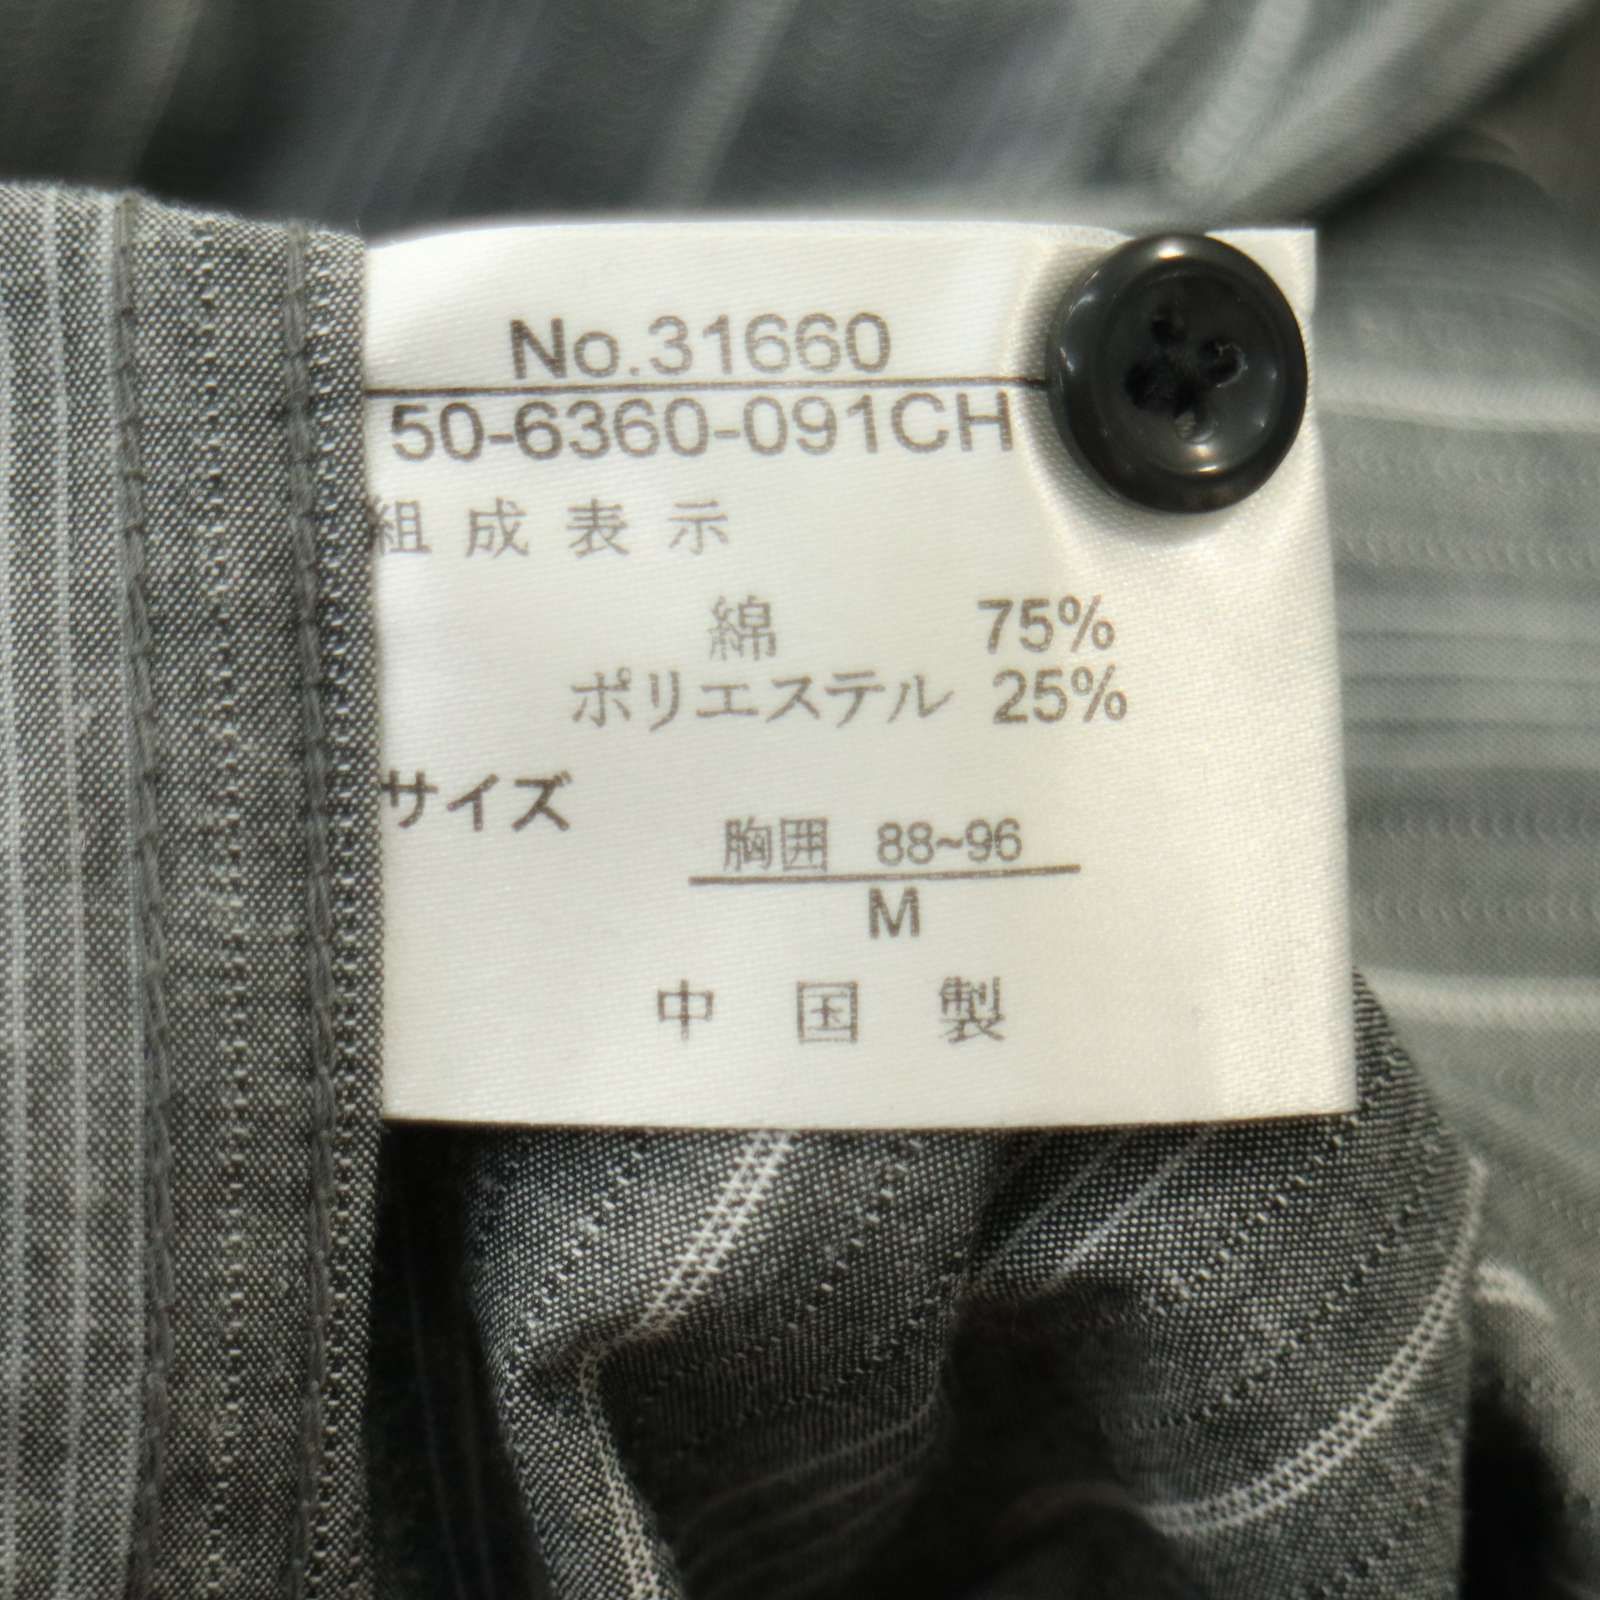 No.31660
50-6360-091CH
組成表示
綿 75%
ポリエステル 25%
サイズ
胸囲 88~96
M
中国製